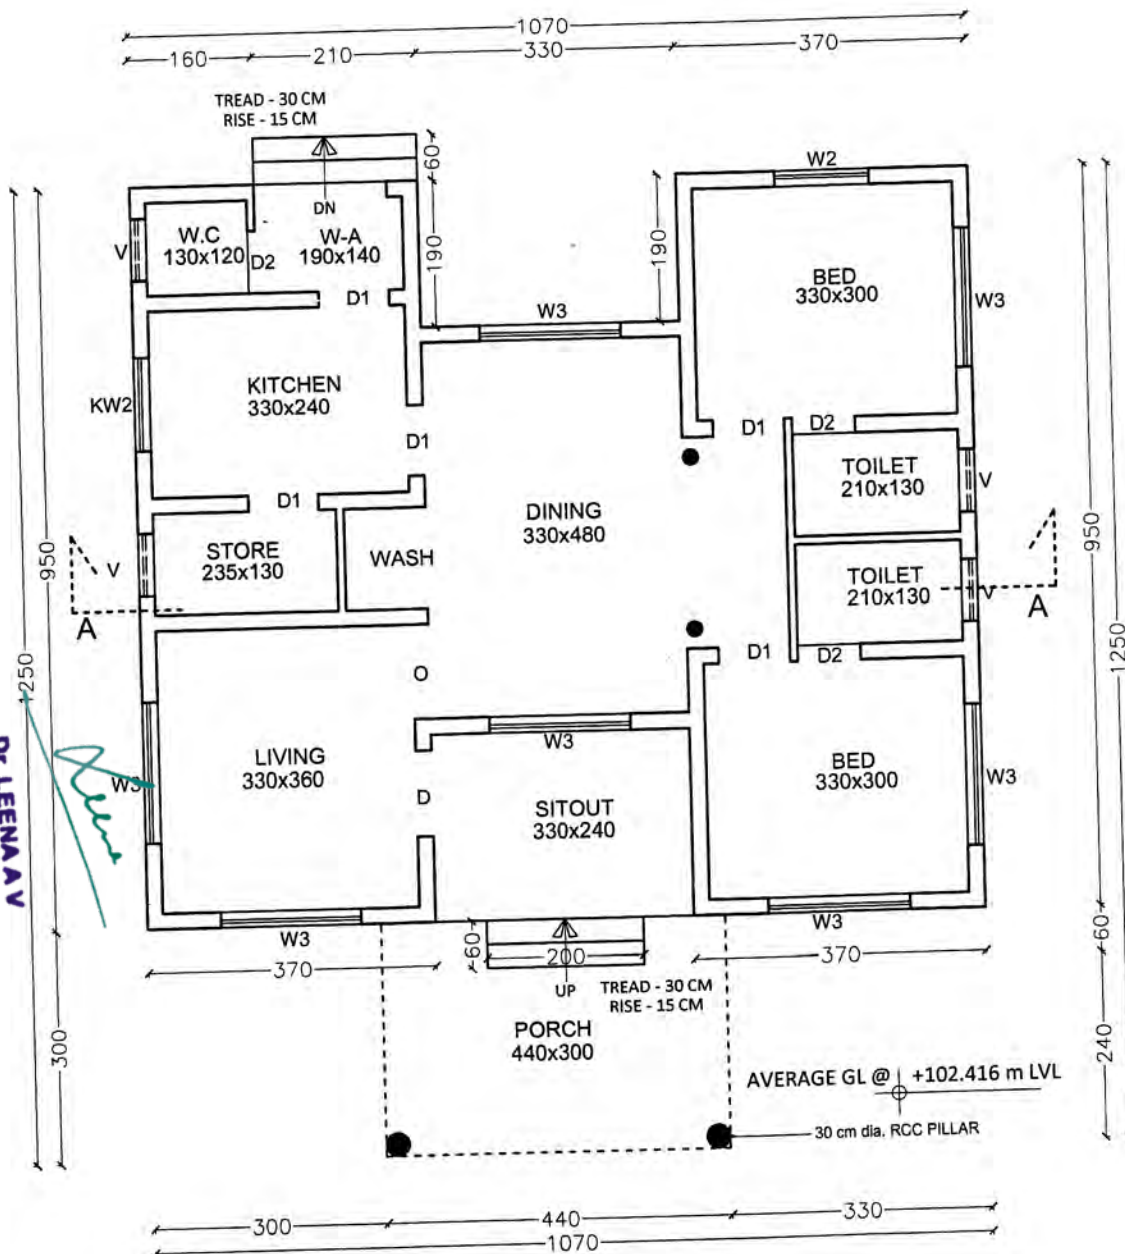 1070
160
210
330
370
TREAD - 30 CM
RISE - 15 CM
60
W2
DN
W.C
130x120
V
D2
W-A
190x140
190
190
BED
330x300
W3
D1
W3
KITCHEN
330x240
KW2
D1
D1
D2
TOILET
210x130
V
D1
DINING
330x480
STORE
235x130
V
WASH
TOILET
210x130
V
A
A
950
1250
950
1250
D1
D2
O
W3
LIVING
330x360
W3
D
SITOUT
330x240
BED
330x300
W3
Dr. LEENA A V
W3
W3
60
200
370
370
UP
TREAD - 30 CM
RISE - 15 CM
60
PORCH
440x300
300
240
AVERAGE GL @ +102.416 m LVL
30 cm dia. RCC PILLAR
300
440
330
1070